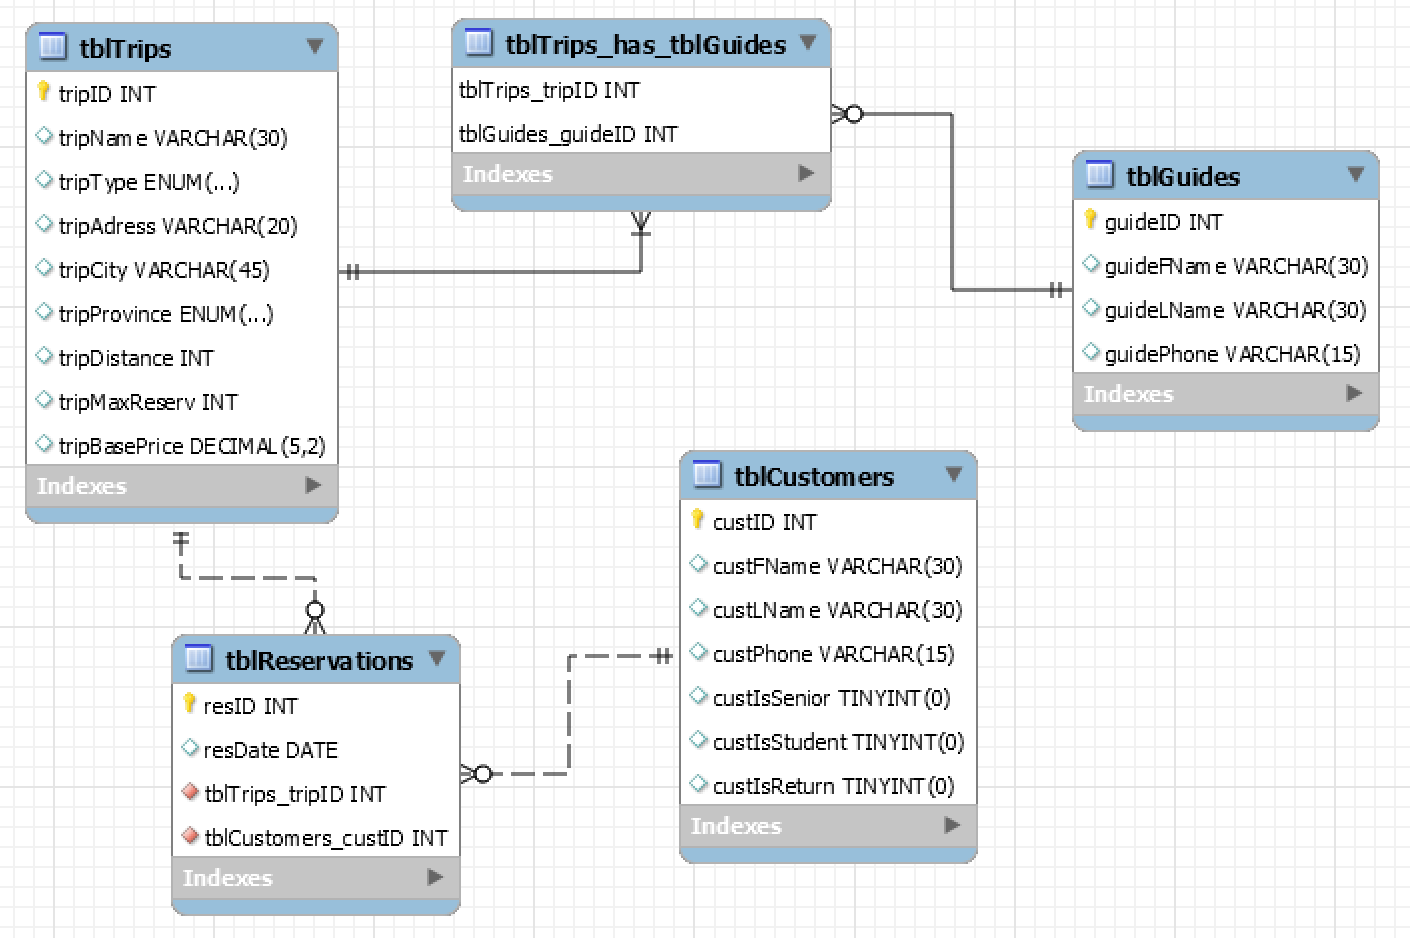 tblTrips
tripID INT
tripName VARCHAR(30)
tripType ENUM(...)
tripAdress VARCHAR(20)
tripCity VARCHAR(45)
tripProvince ENUM(...)
tripDistance INT
tripMaxReserv INT
tripBasePrice DECIMAL(5,2)
Indexes
tblTrips_has_tblGuides
tblTrips_tripID INT
tblGuides_guideID INT
Indexes
tblGuides
guideID INT
guideFName VARCHAR(30)
guideLName VARCHAR(30)
guidePhone VARCHAR(15)
Indexes
tblCustomers
custID INT
custFName VARCHAR(30)
custLName VARCHAR(30)
custPhone VARCHAR(15)
custIsSenior TINYINT(0)
custIsStudent TINYINT(0)
custIsReturn TINYINT(0)
Indexes
tblReservations
resID INT
resDate DATE
tblTrips_tripID INT
tblCustomers_custID INT
Indexes